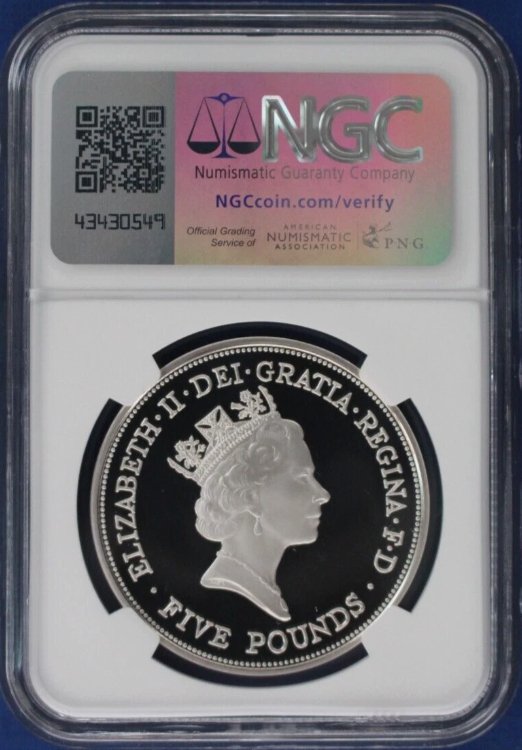 NGC
Numismatic Guaranty Company
NGCcoin.com/verify
43430549
Official Grading
Service of
AMERICAN
NUMISMATIC
ASSOCIATION
P.N.G.
· ELIZABETH · II · DEI · GRATIA · REGINA · F · D ·
FIVE POUNDS